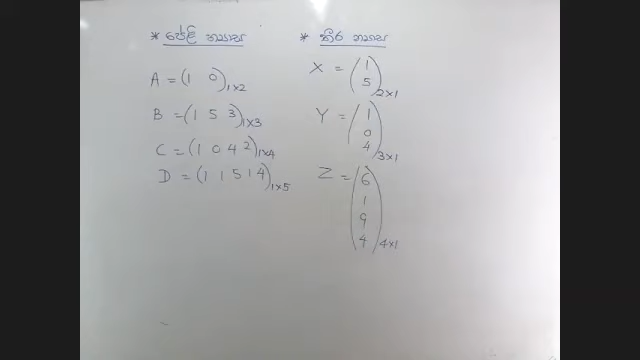 * පේළි න්‍යාස
A = (1 0)1×2
B = (1 5 3)1×3
C = (1 0 4 2)1×4
D = (1 1 5 1 4)1×5
* තීර න්‍යාස
X = (1
5)2×1
Y = (1
0
4)3×1
Z = (6
1
9
4)4×1